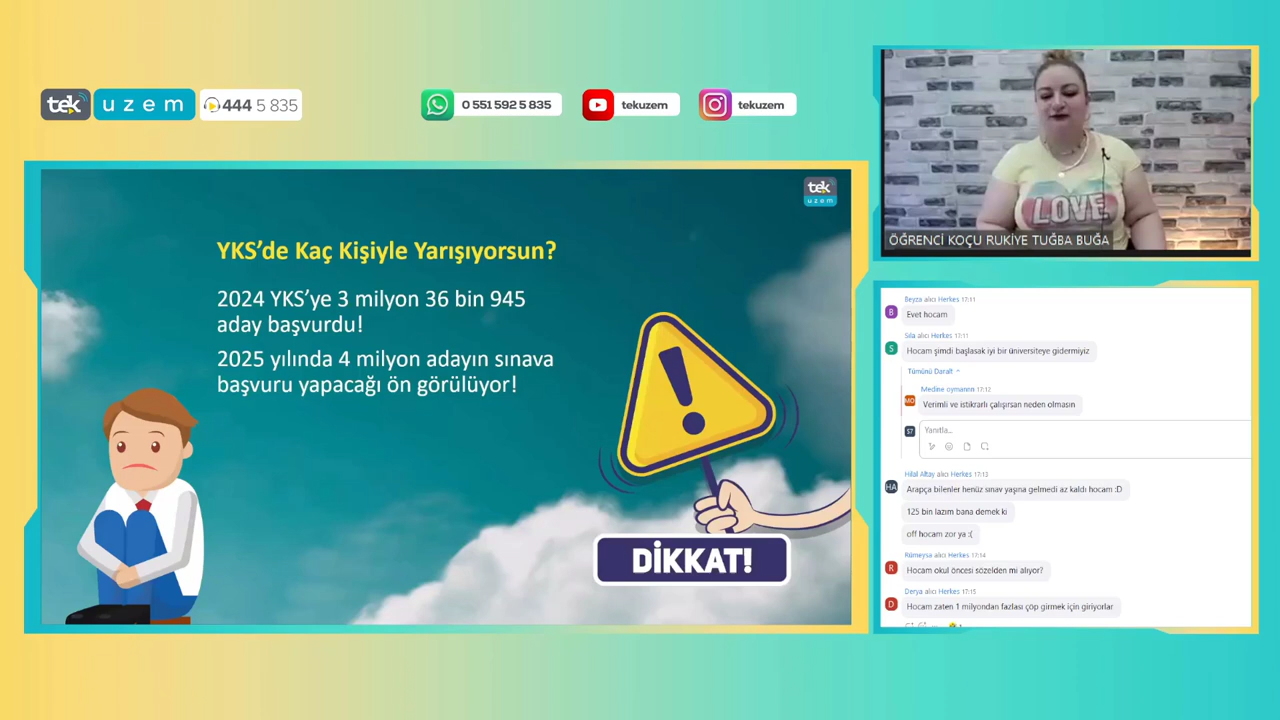 tek uzem
444 5 835
0 551 592 5 835
tekuzem
tekuzem
tek
uzem
YKS’de Kaç Kişiyle Yarışıyorsun?
2024 YKS’ye 3 milyon 36 bin 945
aday başvurdu!
2025 yılında 4 milyon adayın sınava
başvuru yapacağı ön görülüyor!
DİKKAT!
LOVE
ÖĞRENCİ KOÇU RUKİYE TUĞBA BUĞA
Beyza alıcı Herkes 17:11
B
Evet hocam
Sıla alıcı Herkes 17:11
S
Hocam şimdi başlasak iyi bir üniversiteye gidermiyiz
Tümünü Daralt
Medine oymanen 17:12
MO
Verimli ve istikrarlı çalışırsan neden olmasın
Yanıtla...
Hilal Altay alıcı Herkes 17:13
HA
Arapça bilenler henüz sınav yaşına gelmedi az kaldı hocam :D
125 bin lazım bana demek ki
off hocam zor ya :(
Rümeysa alıcı Herkes 17:14
R
Hocam okul öncesi sözelden mi alıyor?
Derya alıcı Herkes 17:15
D
Hocam zaten 1 milyondan fazlası çöp girmek için giriyorlar